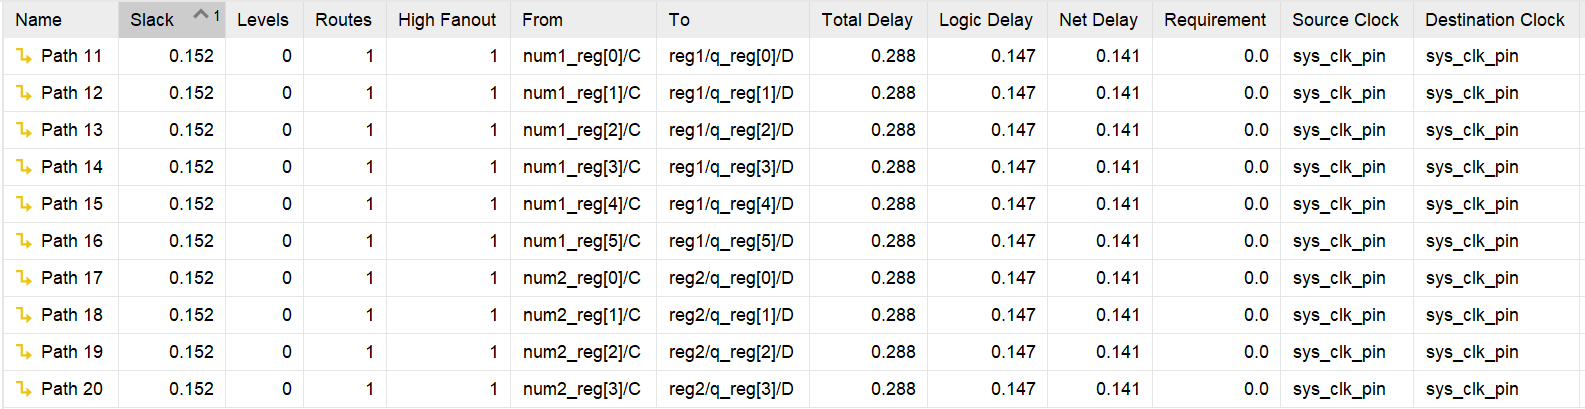 Name Slack 1 Levels Routes High Fanout From To Total Delay Logic Delay Net Delay Requirement Source Clock Destination Clock
Path 11 0.152 0 1 1 num1_reg[0]/C reg1/q_reg[0]/D 0.288 0.147 0.141 0.0 sys_clk_pin sys_clk_pin
Path 12 0.152 0 1 1 num1_reg[1]/C reg1/q_reg[1]/D 0.288 0.147 0.141 0.0 sys_clk_pin sys_clk_pin
Path 13 0.152 0 1 1 num1_reg[2]/C reg1/q_reg[2]/D 0.288 0.147 0.141 0.0 sys_clk_pin sys_clk_pin
Path 14 0.152 0 1 1 num1_reg[3]/C reg1/q_reg[3]/D 0.288 0.147 0.141 0.0 sys_clk_pin sys_clk_pin
Path 15 0.152 0 1 1 num1_reg[4]/C reg1/q_reg[4]/D 0.288 0.147 0.141 0.0 sys_clk_pin sys_clk_pin
Path 16 0.152 0 1 1 num1_reg[5]/C reg1/q_reg[5]/D 0.288 0.147 0.141 0.0 sys_clk_pin sys_clk_pin
Path 17 0.152 0 1 1 num2_reg[0]/C reg2/q_reg[0]/D 0.288 0.147 0.141 0.0 sys_clk_pin sys_clk_pin
Path 18 0.152 0 1 1 num2_reg[1]/C reg2/q_reg[1]/D 0.288 0.147 0.141 0.0 sys_clk_pin sys_clk_pin
Path 19 0.152 0 1 1 num2_reg[2]/C reg2/q_reg[2]/D 0.288 0.147 0.141 0.0 sys_clk_pin sys_clk_pin
Path 20 0.152 0 1 1 num2_reg[3]/C reg2/q_reg[3]/D 0.288 0.147 0.141 0.0 sys_clk_pin sys_clk_pin